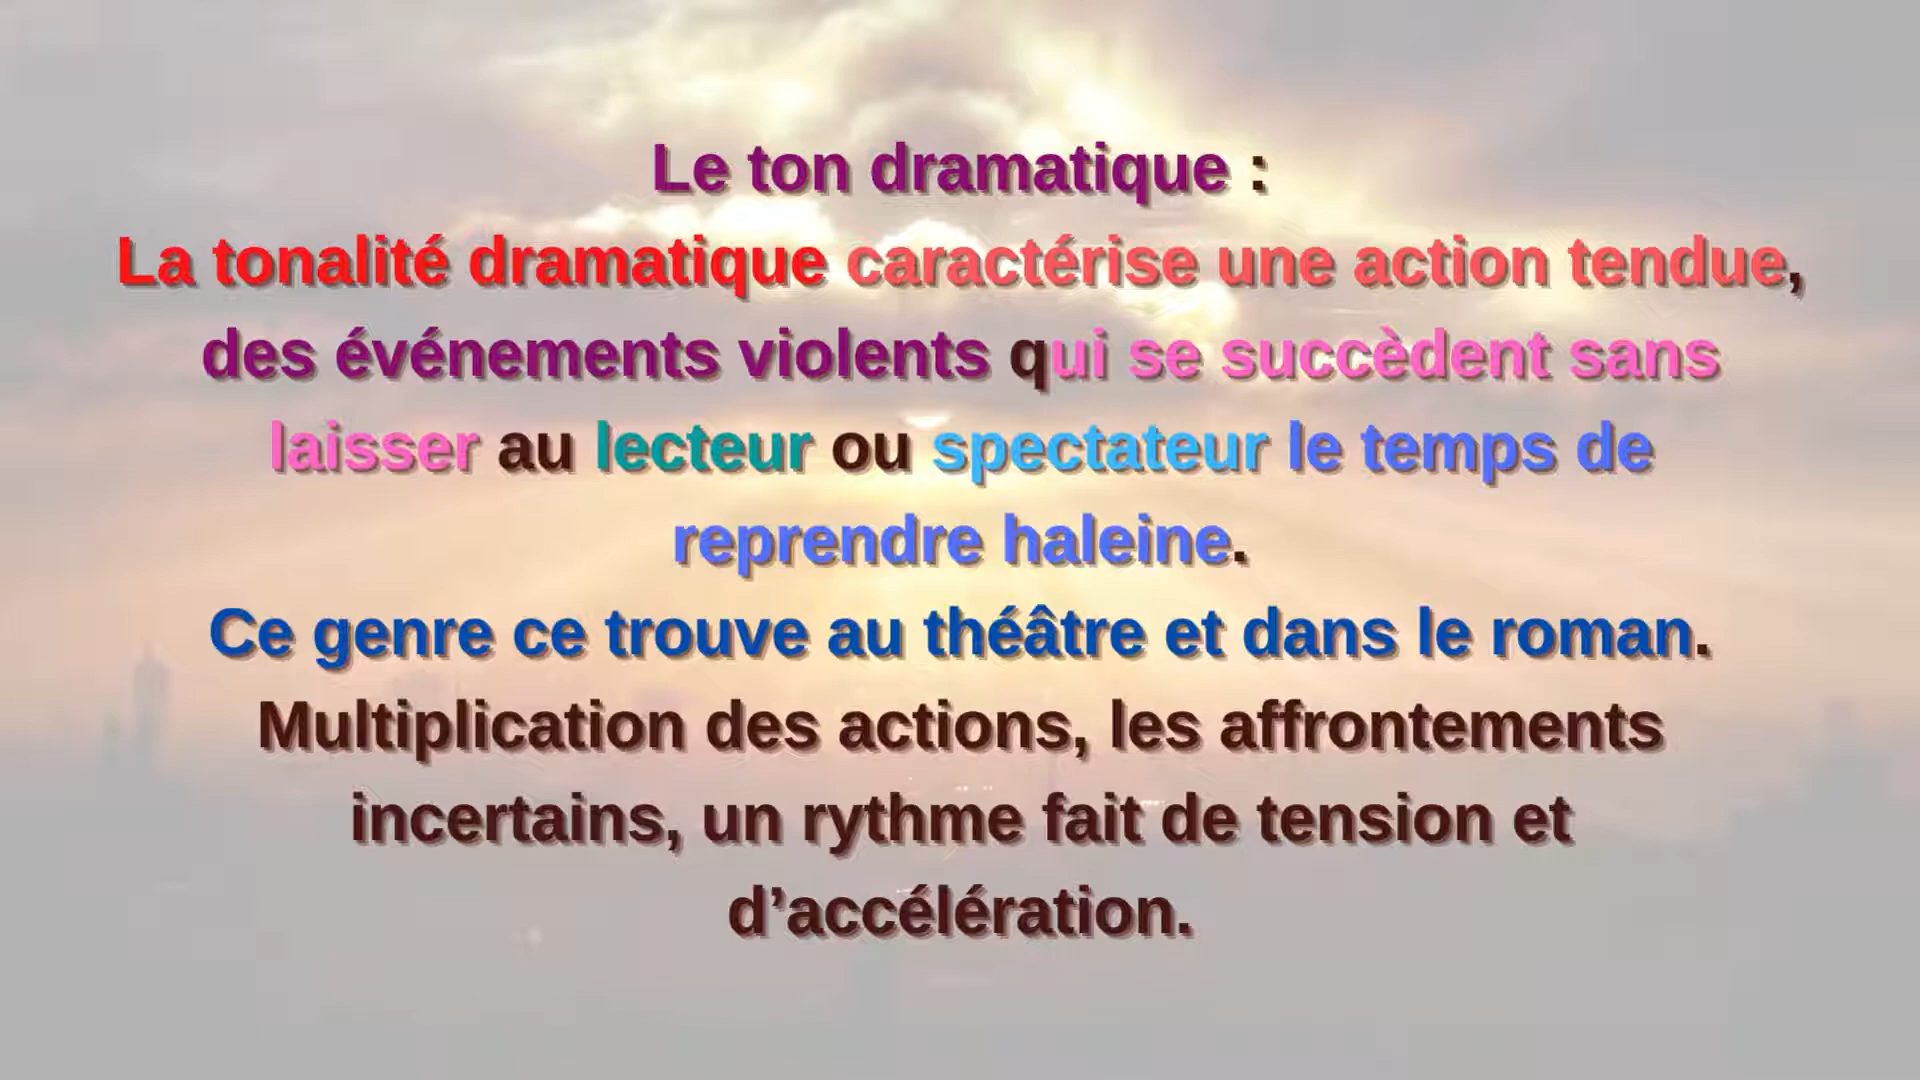 Le ton dramatique :
La tonalité dramatique caractérise une action tendue,
des événements violents qui se succèdent sans
laisser au lecteur ou spectateur le temps de
reprendre haleine.
Ce genre ce trouve au théâtre et dans le roman.
Multiplication des actions, les affrontements
incertains, un rythme fait de tension et
d’accélération.